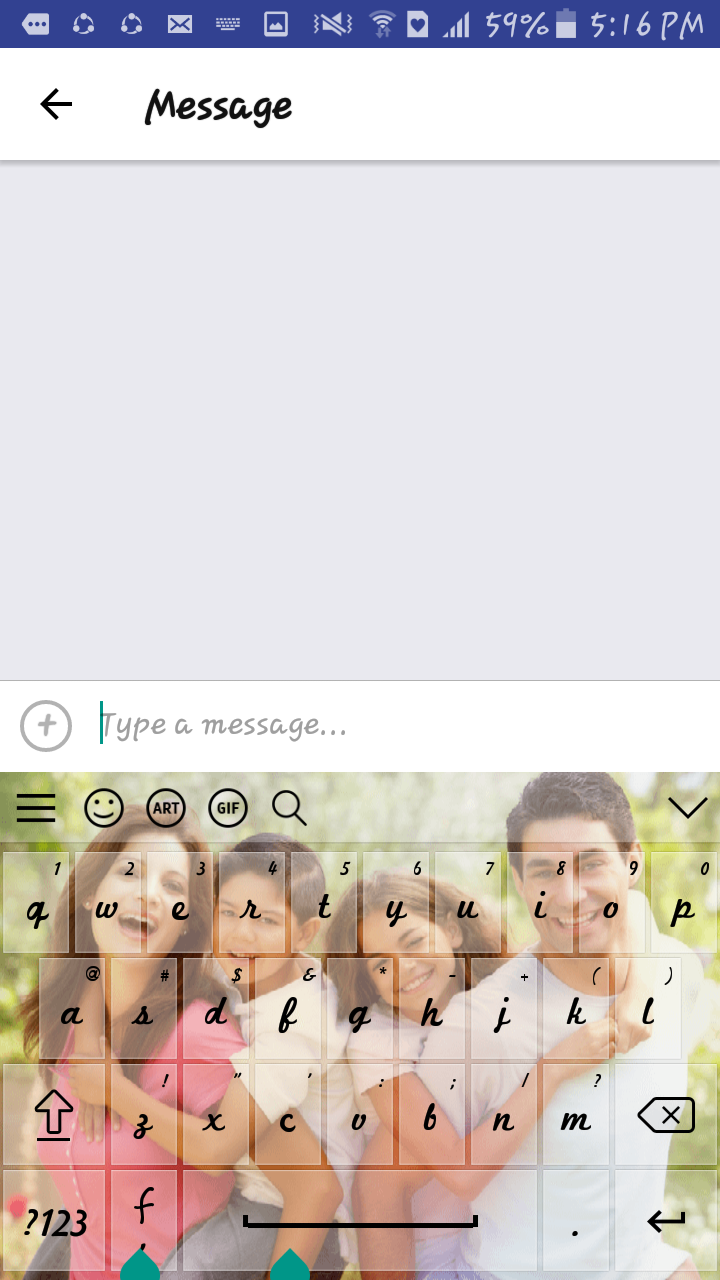 59% 5:16 PM
Message
Type a message...
ART GIF
1 2 3 4 5 6 7 8 9 0
q w e r t y u i o p
@ # $ & * - + ( )
a s d f g h j k l
! " ' : ; / ?
z x c v b n m
?123 f , .